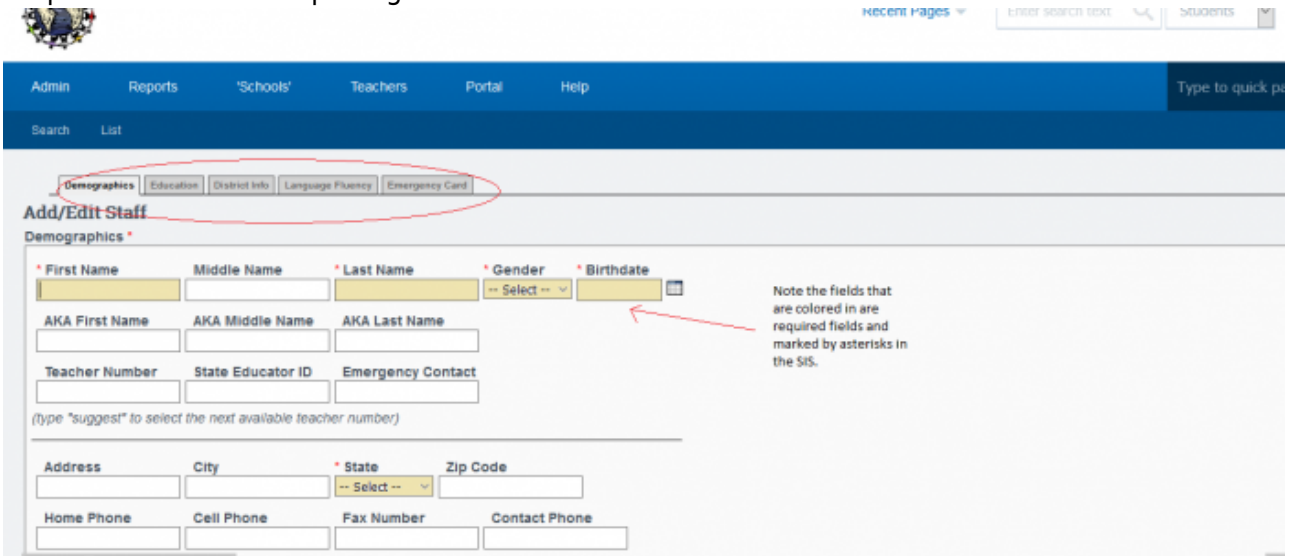 Recent Pages Enter search text Students
Admin Reports 'Schools' Teachers Portal Help Type to quick pa
Search List
Demographics Education District Info Language Fluency Emergency Card
Add/Edit Staff
Demographics *
* First Name Middle Name * Last Name * Gender * Birthdate
-- Select --
Note the fields that
are colored in are
required fields and
marked by asterisks in
the SIS.
AKA First Name AKA Middle Name AKA Last Name
Teacher Number State Educator ID Emergency Contact
(type "suggest" to select the next available teacher number)
Address City * State Zip Code
-- Select --
Home Phone Cell Phone Fax Number Contact Phone